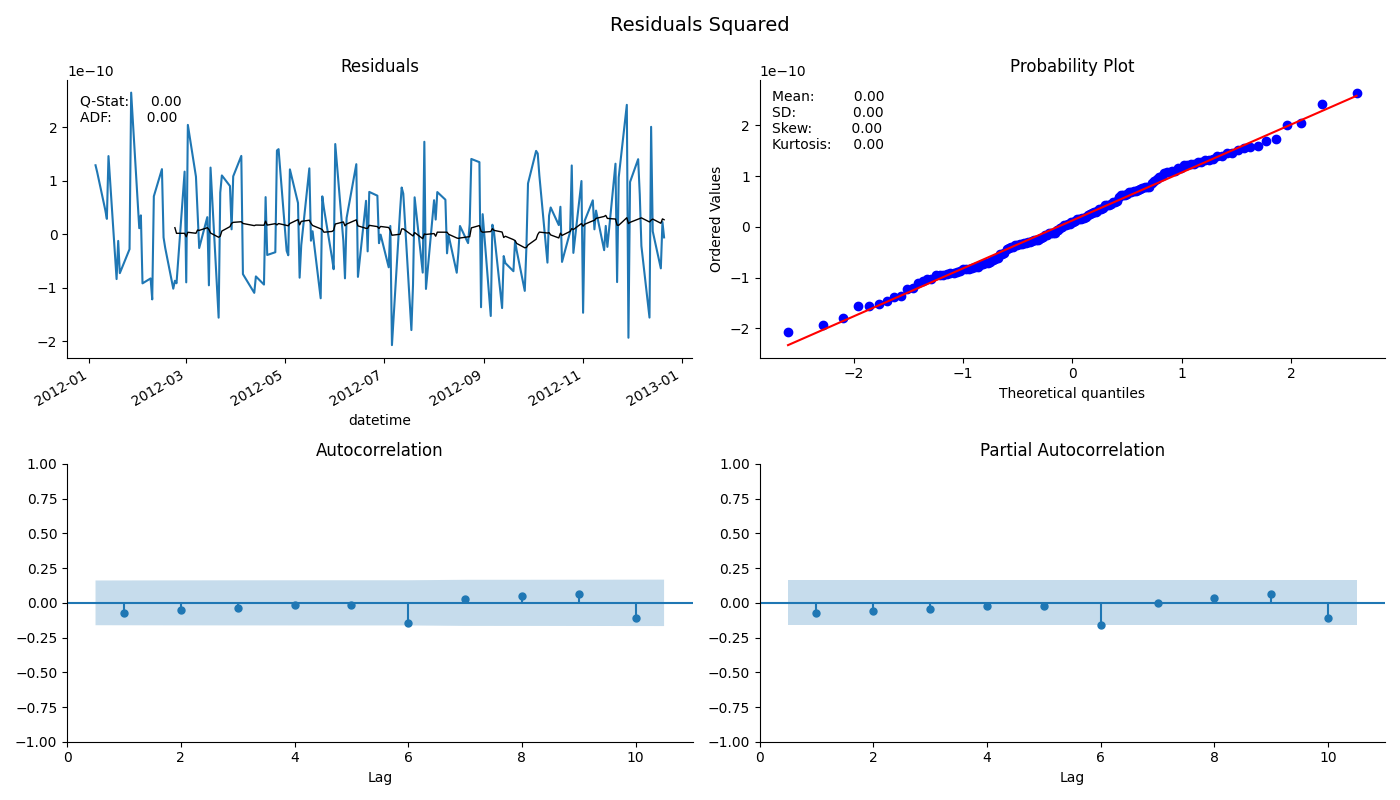 Residuals Squared
Residuals
1e−10
Q-Stat: 0.00
ADF: 0.00
2
1
0
−1
−2
2012-01 2012-03 2012-05 2012-07 2012-09 2012-11 2013-01
datetime
Probability Plot
1e−10
Mean: 0.00
SD: 0.00
Skew: 0.00
Kurtosis: 0.00
Ordered Values
2
1
0
−1
−2
−2 −1 0 1 2
Theoretical quantiles
Autocorrelation
1.00
0.75
0.50
0.25
0.00
−0.25
−0.50
−0.75
−1.00
0 2 4 6 8 10
Lag
Partial Autocorrelation
1.00
0.75
0.50
0.25
0.00
−0.25
−0.50
−0.75
−1.00
0 2 4 6 8 10
Lag